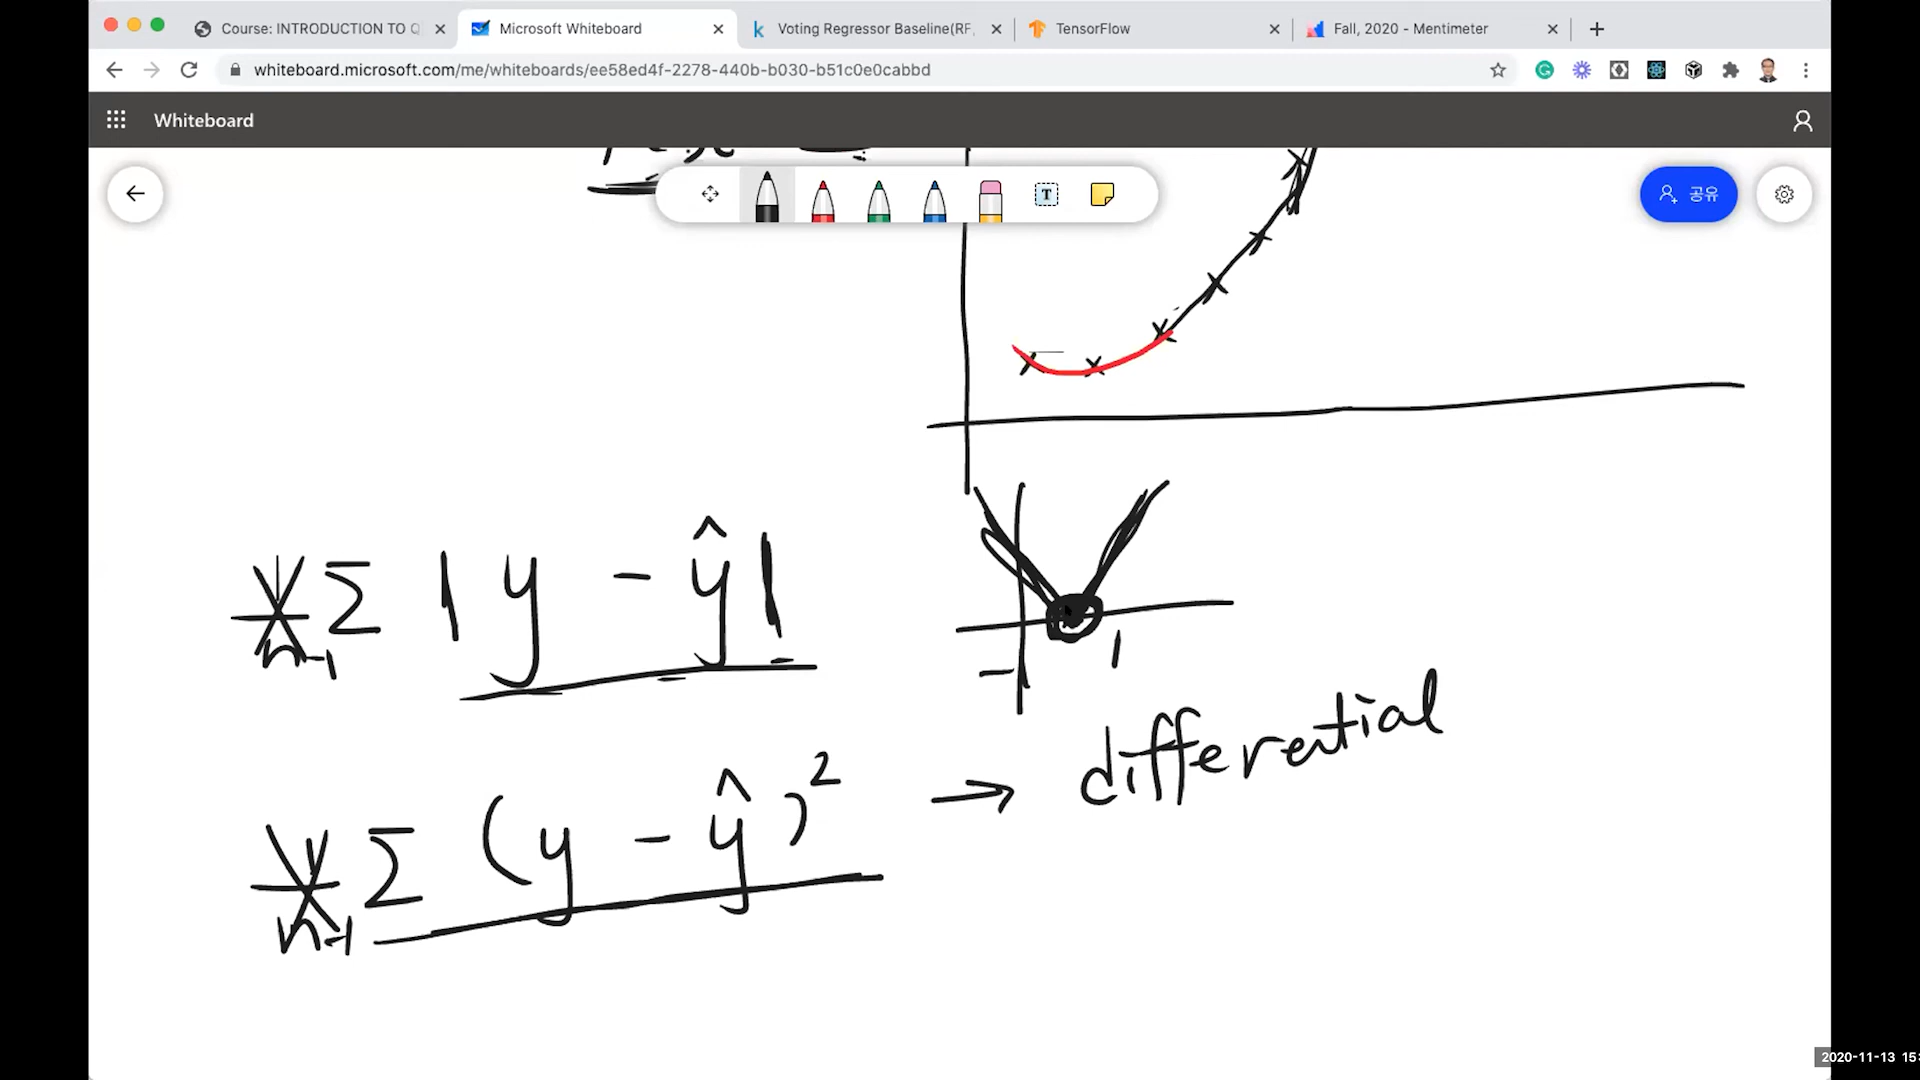 Course: INTRODUCTION TO Q
Microsoft Whiteboard
Voting Regressor Baseline(RF,
TensorFlow
Fall, 2020 - Mentimeter
whiteboard.microsoft.com/me/whiteboards/ee58ed4f-2278-440b-b030-b51c0e0cabbd
Whiteboard
T
공유
Σ |y - ŷ|
n-1
1
Σ (y - ŷ)² → differential
n-1
2020-11-13 15: